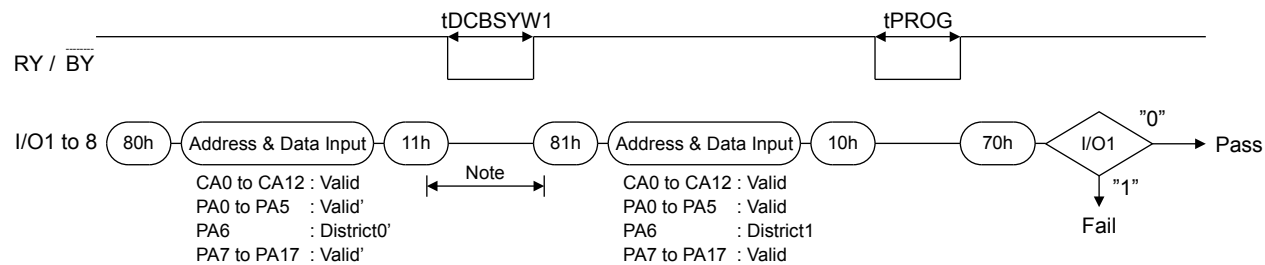 tDCBSYW1
tPROG
RY / BY
I/O1 to 8 80h Address & Data Input 11h 81h Address & Data Input 10h 70h I/O1 "0" Pass
Note
"1"
Fail
CA0 to CA12 : Valid
PA0 to PA5 : Valid'
PA6 : District0'
PA7 to PA17 : Valid'
CA0 to CA12 : Valid
PA0 to PA5 : Valid
PA6 : District1
PA7 to PA17 : Valid